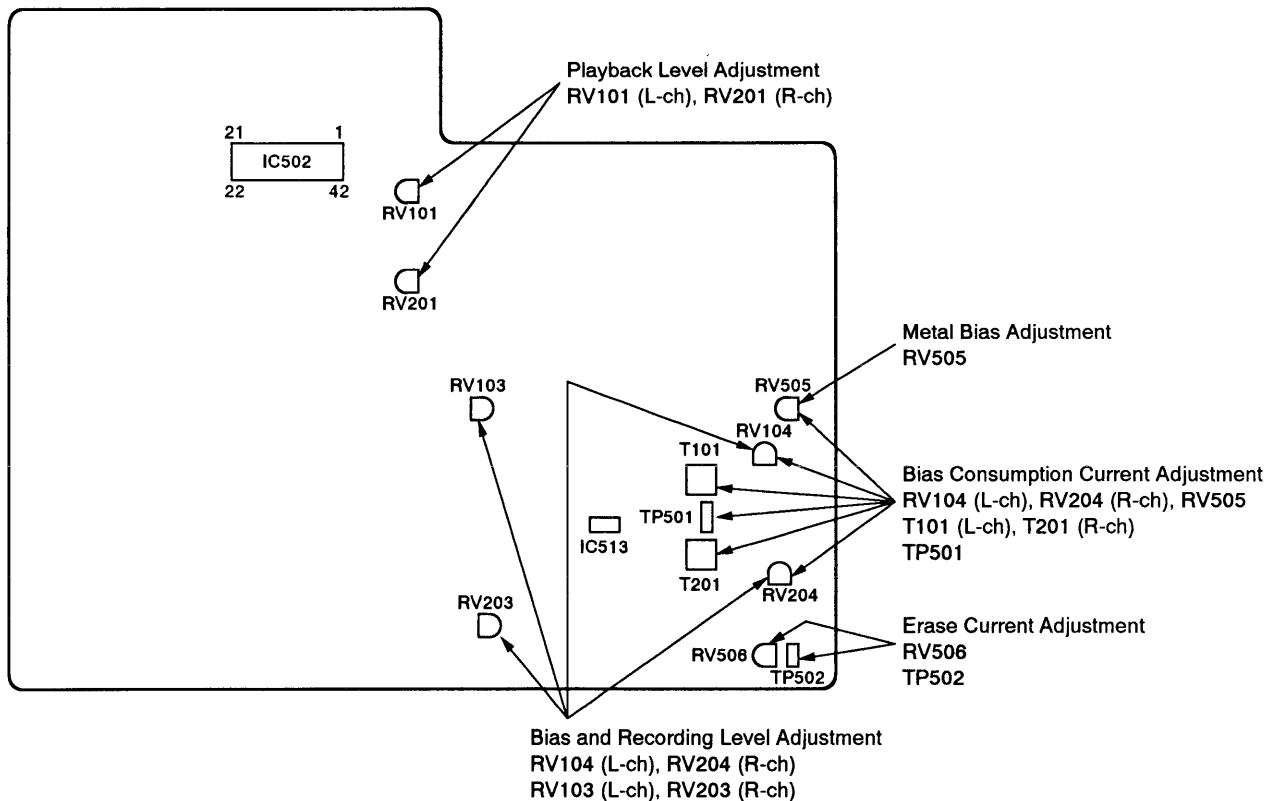 Playback Level Adjustment
RV101 (L-ch), RV201 (R-ch)
21 1
IC502
22 42
RV101
RV201
Metal Bias Adjustment
RV505
RV103
RV505
RV104
T101
Bias Consumption Current Adjustment
RV104 (L-ch), RV204 (R-ch), RV505
T101 (L-ch), T201 (R-ch)
TP501
TP501
IC513
T201
RV204
RV203
Erase Current Adjustment
RV506
TP502
RV506
TP502
Bias and Recording Level Adjustment
RV104 (L-ch), RV204 (R-ch)
RV103 (L-ch), RV203 (R-ch)